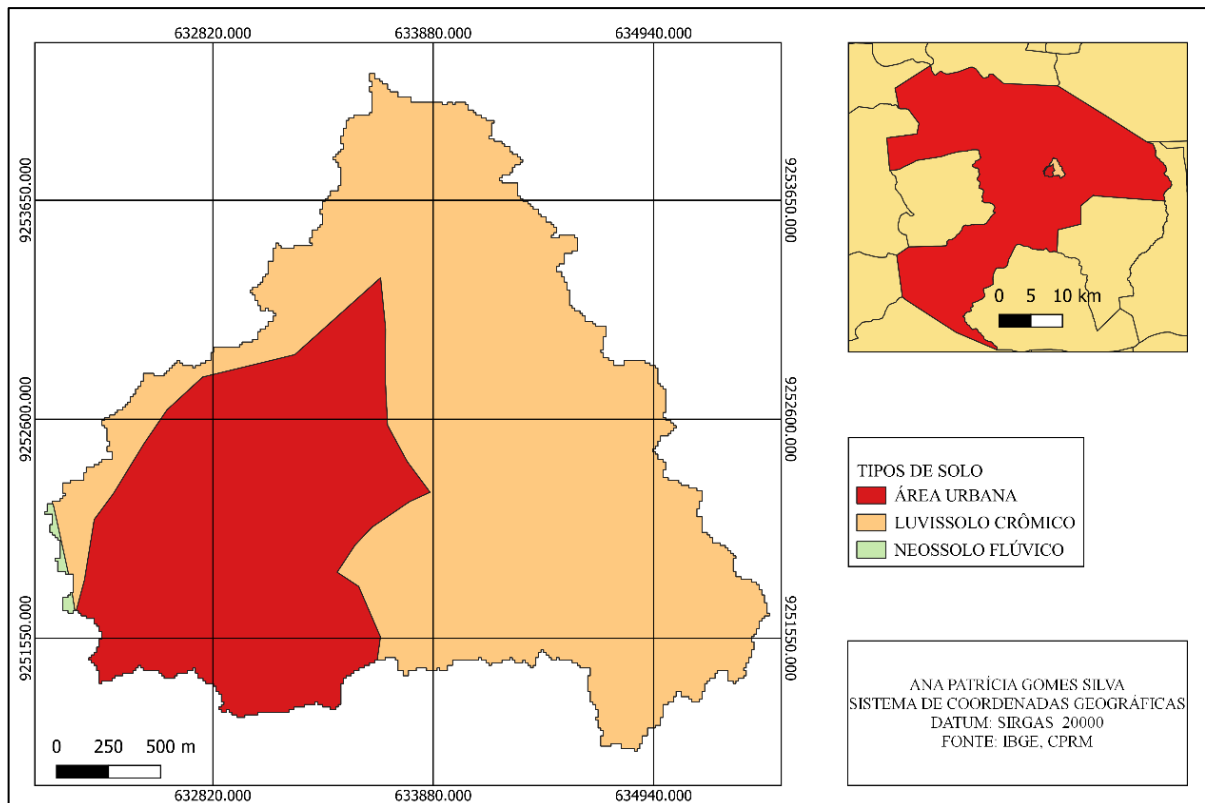 632820.000 633880.000 634940.000
9253650.000
9252600.000
9251550.000
9253650.000
9252600.000
9251550.000
0 250 500 m
632820.000 633880.000 634940.000
0 5 10 km
TIPOS DE SOLO
ÁREA URBANA
LUVISSOLO CRÔMICO
NEOSSOLO FLÚVICO
ANA PATRÍCIA GOMES SILVA
SISTEMA DE COORDENADAS GEOGRÁFICAS
DATUM: SIRGAS 20000
FONTE: IBGE, CPRM